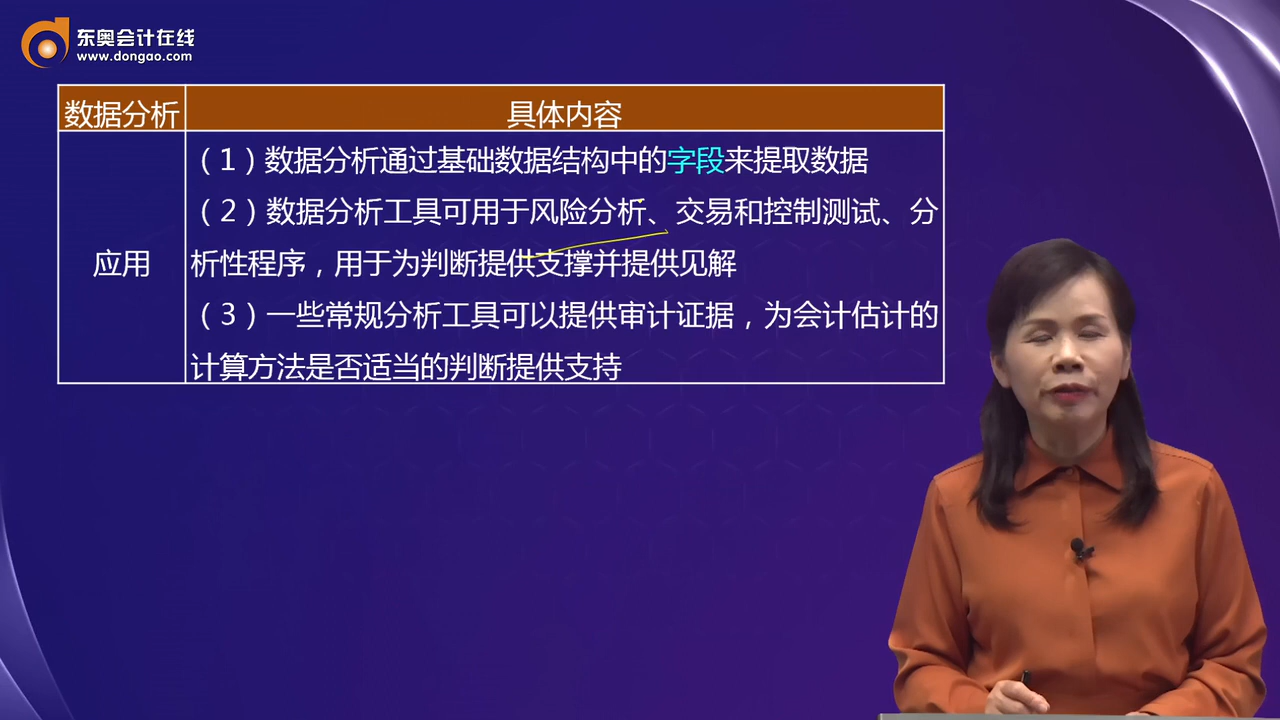 东奥会计在线
www.dongao.com
数据分析 具体内容
应用
（1）数据分析通过基础数据结构中的字段来提取数据
（2）数据分析工具可用于风险分析、交易和控制测试、分
析性程序，用于为判断提供支撑并提供见解
（3）一些常规分析工具可以提供审计证据，为会计估计的
计算方法是否适当的判断提供支持